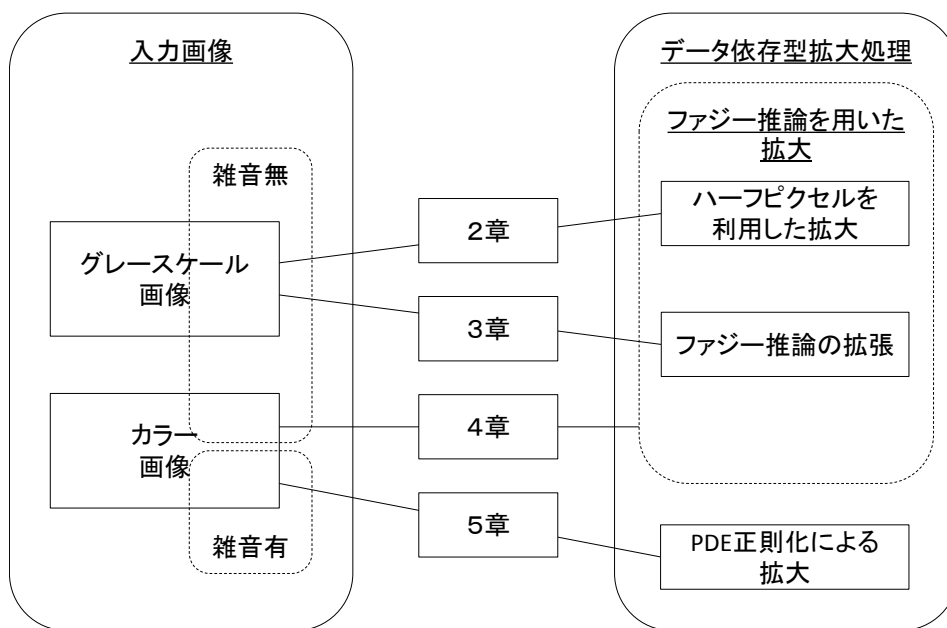 入力画像
雑音無
グレースケール
画像
カラー
画像
雑音有
2章
3章
4章
5章
データ依存型拡大処理
ファジー推論を用いた
拡大
ハーフピクセルを
利用した拡大
ファジー推論の拡張
PDE正則化による
拡大